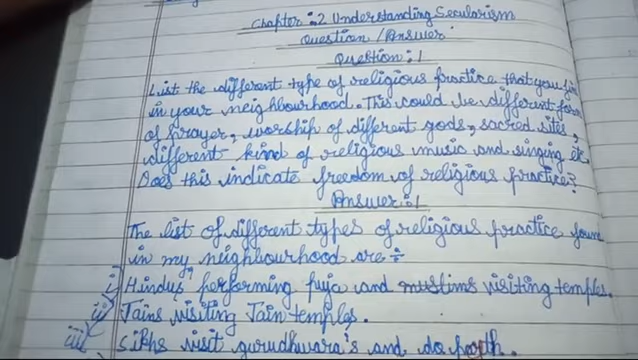 Chapter :- 2 Understanding Secularism
Question / Answer
Question : 1
List the different type of religious practice that you
in your neighbourhood. This could be different
of prayer, worship of different gods, sacred sites,
different kind of religious music and singing etc
Does this indicate freedom of religious practice?
Answer : 1
The list of different types of religious practice
in my neighbourhood are ÷
i Hindus performing puja and visiting temples.
ii Jains visiting Jain temples.
iii Sikhs visit gurudhwara's and do